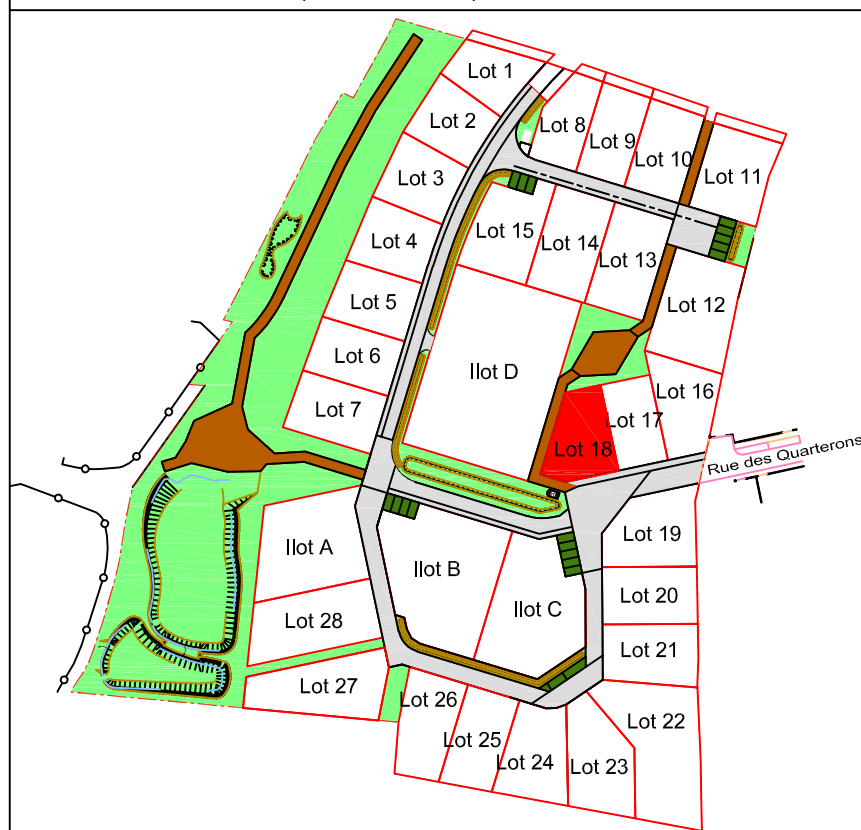 Lot 1
Lot 2
Lot 8
Lot 9
Lot 10
Lot 11
Lot 3
Lot 4
Lot 15
Lot 14
Lot 13
Lot 5
Lot 12
Lot 6
Ilot D
Lot 7
Lot 16
Lot 17
Lot 18
Rue des Quarterons
Lot 19
Ilot A
Ilot B
Lot 20
Ilot C
Lot 28
Lot 21
Lot 27
Lot 26
Lot 22
Lot 25
Lot 24
Lot 23